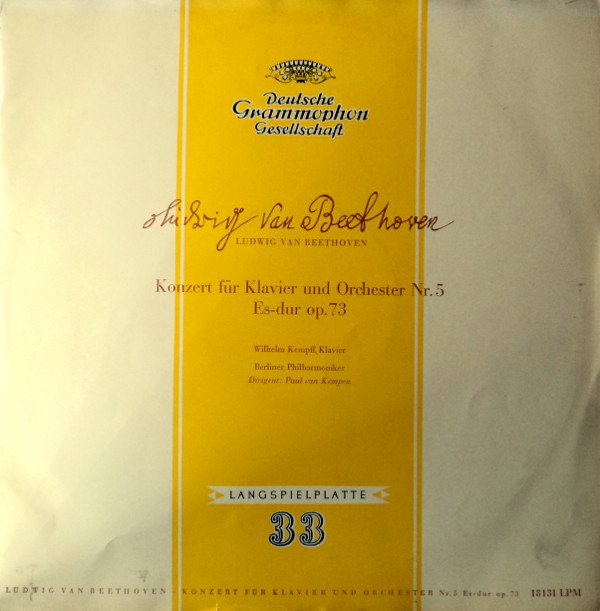 Deutsche
Grammophon
Gesellschaft
Ludwig van Beethoven
LUDWIG VAN BEETHOVEN
Konzert für Klavier und Orchester Nr. 5
Es-dur op. 73
Wilhelm Kempff, Klavier
Berliner Philharmoniker
Dirigent: Paul van Kempen
LANGSPIELPLATTE
33
LUDWIG VAN BEETHOVEN - KONZERT FÜR KLAVIER UND ORCHESTER Nr. 5 Es-dur op. 73 18131 LPM